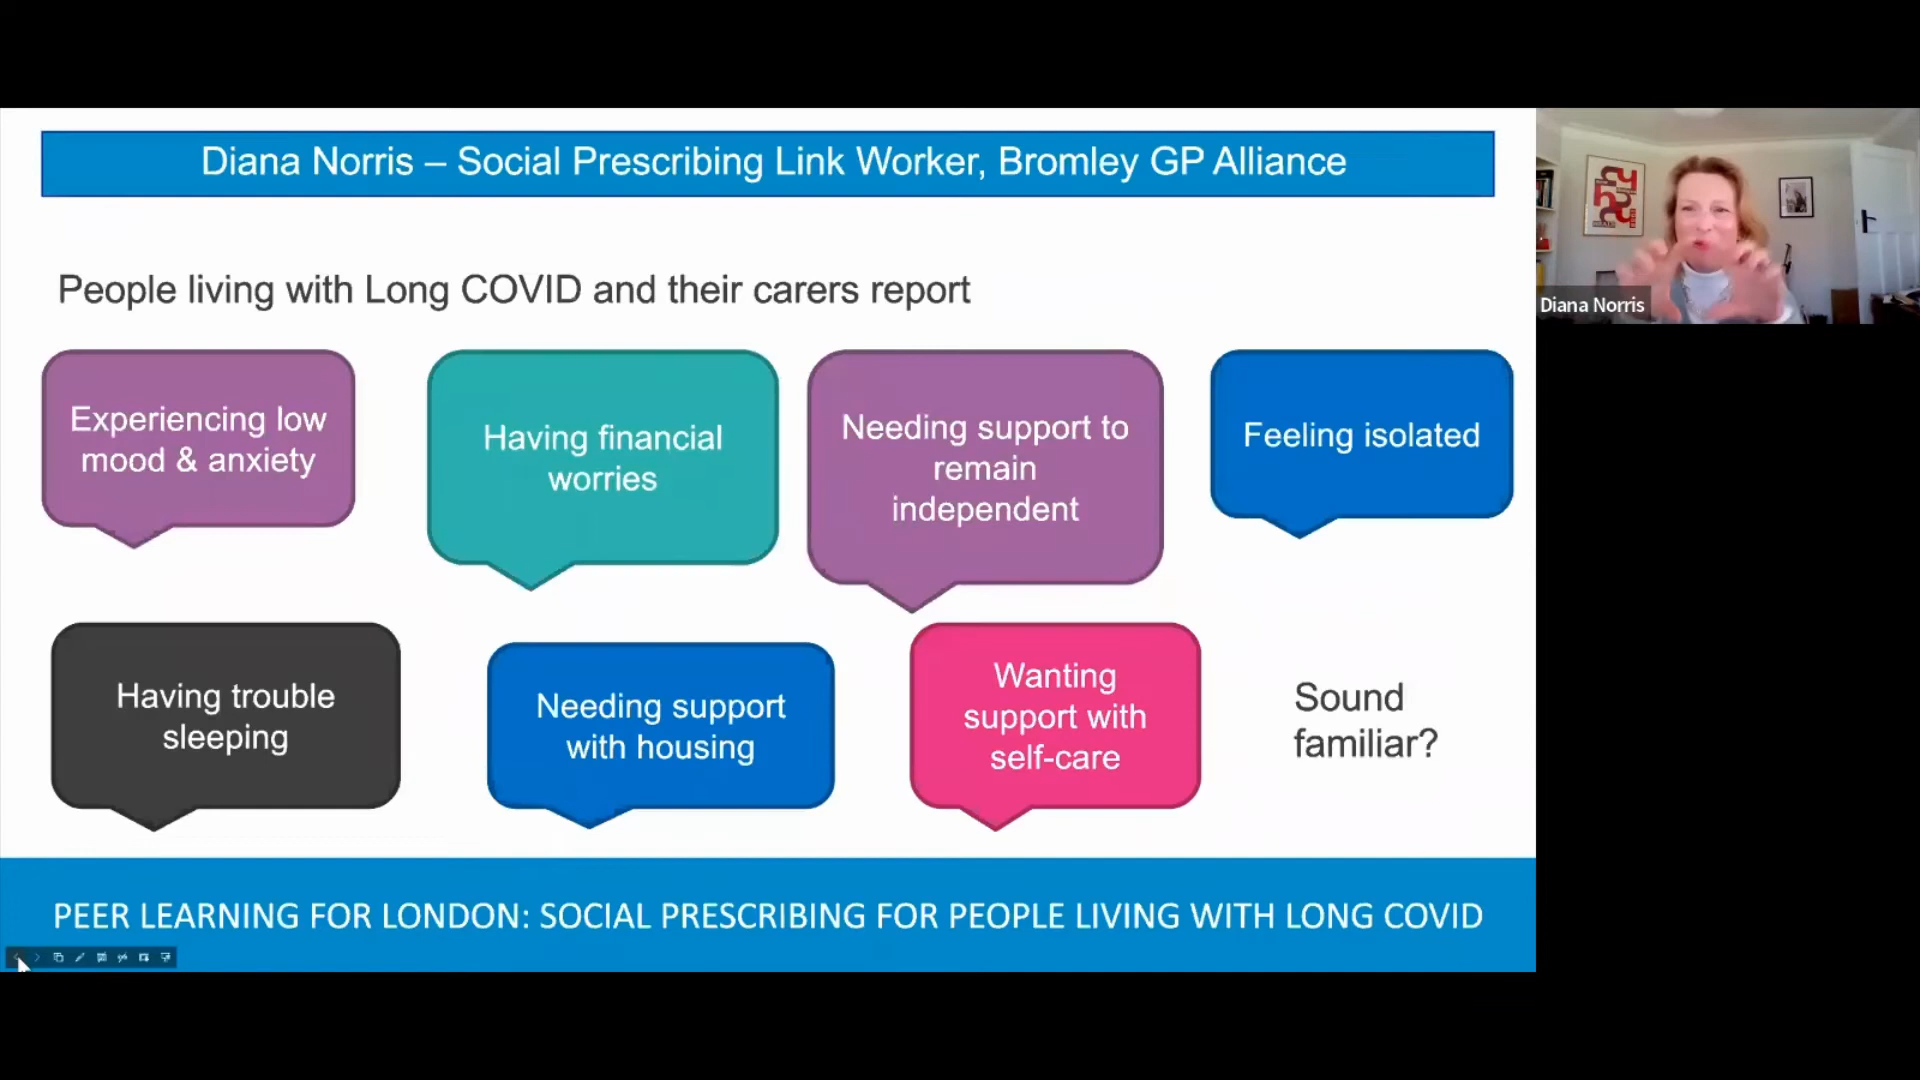 Diana Norris – Social Prescribing Link Worker, Bromley GP Alliance
People living with Long COVID and their carers report
Experiencing low
mood & anxiety
Having financial
worries
Needing support to
remain
independent
Feeling isolated
Having trouble
sleeping
Needing support
with housing
Wanting
support with
self-care
Sound
familiar?
PEER LEARNING FOR LONDON: SOCIAL PRESCRIBING FOR PEOPLE LIVING WITH LONG COVID
Diana Norris